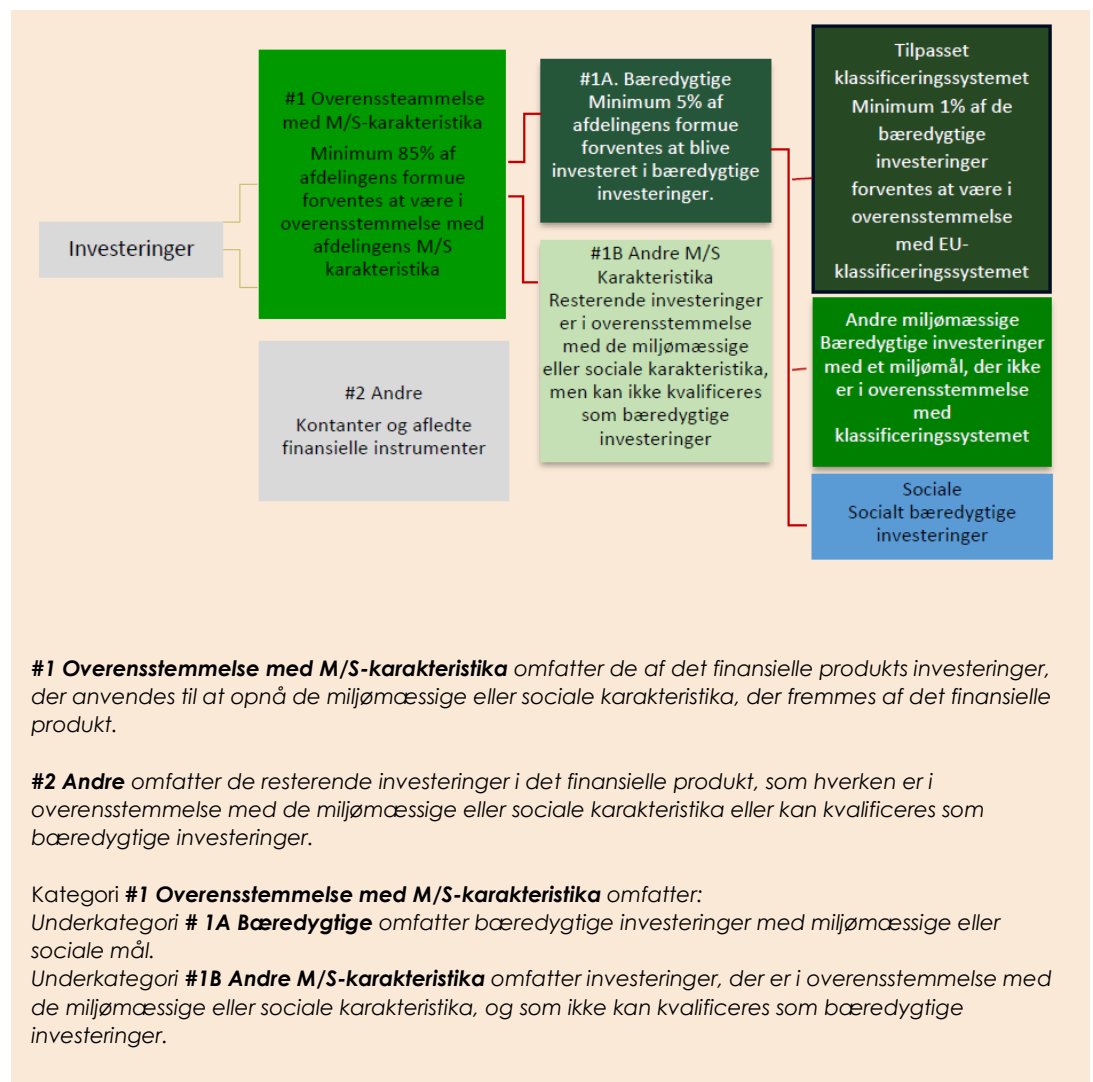 Investeringer
#1 Overenssteammelse
med M/S-karakteristika
Minimum 85% af
afdelingens formue
forventes at være i
overensstemmelse med
afdelingens M/S
karakteristika
#2 Andre
Kontanter og afledte
finansielle instrumenter
#1A. Bæredygtige
Minimum 5% af
afdelingens formue
forventes at blive
investeret i bæredygtige
investeringer.
#1B Andre M/S
Karakteristika
Resterende investeringer
er i overensstemmelse
med de miljømæssige
eller sociale karakteristika,
men kan ikke kvalificeres
som bæredygtige
investeringer
Tilpasset
klassificeringssystemet
Minimum 1% af de
bæredygtige
investeringer
forventes at være i
overensstemmelse
med EU-
klassificeringssystemet
Andre miljømæssige
Bæredygtige investeringer
med et miljømål, der ikke
er i overensstemmelse
med
klassificeringssystemet
Sociale
Socialt bæredygtige
investeringer
#1 Overensstemmelse med M/S-karakteristika omfatter de af det finansielle produkts investeringer,
der anvendes til at opnå de miljømæssige eller sociale karakteristika, der fremmes af det finansielle
produkt.
#2 Andre omfatter de resterende investeringer i det finansielle produkt, som hverken er i
overensstemmelse med de miljømæssige eller sociale karakteristika eller kan kvalificeres som
bæredygtige investeringer.
Kategori #1 Overensstemmelse med M/S-karakteristika omfatter:
Underkategori # 1A Bæredygtige omfatter bæredygtige investeringer med miljømæssige eller
sociale mål.
Underkategori #1B Andre M/S-karakteristika omfatter investeringer, der er i overensstemmelse med
de miljømæssige eller sociale karakteristika, og som ikke kan kvalificeres som bæredygtige
investeringer.